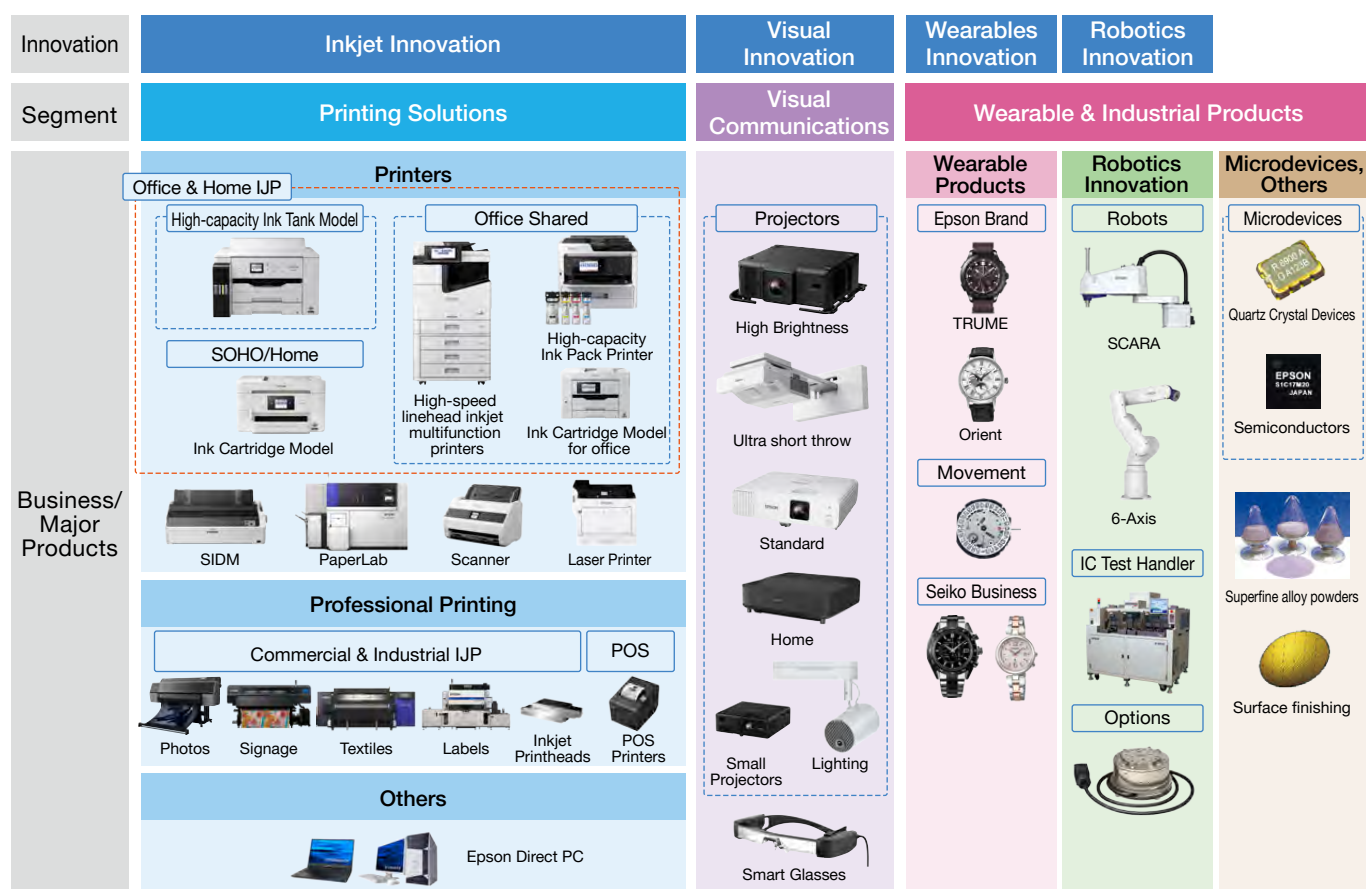 Innovation
Inkjet Innovation
Visual
Innovation
Wearables
Innovation
Robotics
Innovation
Segment
Printing Solutions
Visual
Communications
Wearable & Industrial Products
Business/
Major
Products
Printers
Office & Home IJP
High-capacity Ink Tank Model
Office Shared
High-capacity
Ink Pack Printer
SOHO/Home
Ink Cartridge Model
High-speed
linehead inkjet
multifunction
printers
Ink Cartridge Model
for office
SIDM
PaperLab
Scanner
Laser Printer
Professional Printing
Commercial & Industrial IJP
POS
Photos
Signage
Textiles
Labels
Inkjet
Printheads
POS
Printers
Others
Epson Direct PC
Projectors
High Brightness
Ultra short throw
Standard
Home
Small
Projectors
Lighting
Smart Glasses
Wearable
Products
Epson Brand
TRUME
Orient
Movement
Seiko Business
Robotics
Innovation
Robots
SCARA
6-Axis
IC Test Handler
Options
Microdevices,
Others
Microdevices
R 8900 A
Q A123B
Quartz Crystal Devices
EPSON
S1C17M20
JAPAN
Semiconductors
Superfine alloy powders
Surface finishing